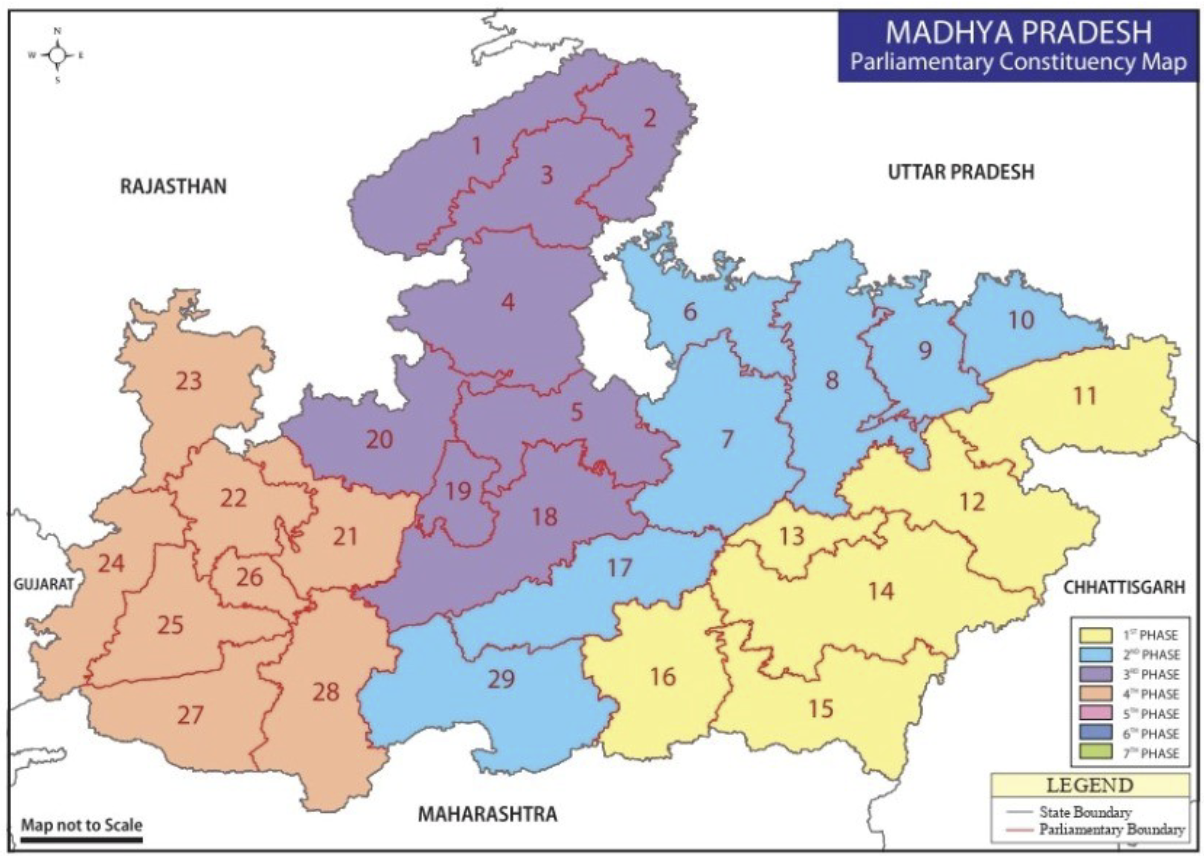 MADHYA PRADESH
Parliamentary Constituency Map
N
W E
S
RAJASTHAN
UTTAR PRADESH
1
2
3
4
5
6
7
8
9
10
11
12
13
14
15
16
17
18
19
20
21
22
23
24
25
26
27
28
29
GUJARAT
CHHATTISGARH
MAHARASHTRA
1ST PHASE
2ND PHASE
3RD PHASE
4TH PHASE
5TH PHASE
6TH PHASE
7TH PHASE
LEGEND
State Boundary
Parliamentary Boundary
Map not to Scale